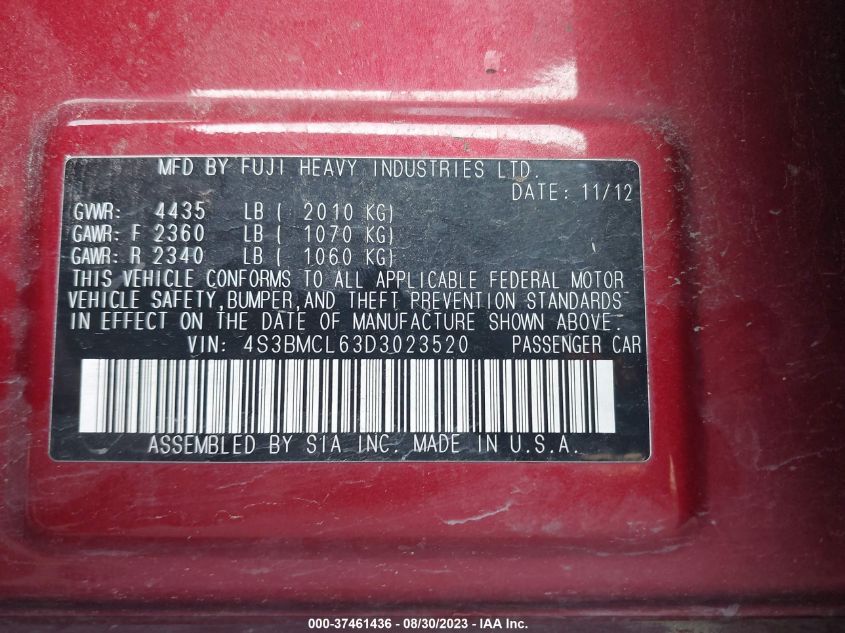 MFD BY FUJI HEAVY INDUSTRIES LTD.
DATE: 11/12
GVWR: 4435 LB ( 2010 KG)
GAWR: F 2360 LB ( 1070 KG)
GAWR: R 2340 LB ( 1060 KG)
THIS VEHICLE CONFORMS TO ALL APPLICABLE FEDERAL MOTOR
VEHICLE SAFETY, BUMPER, AND THEFT PREVENTION STANDARDS
IN EFFECT ON THE DATE OF MANUFACTURE SHOWN ABOVE.
VIN: 4S3BMCL63D3023520 PASSENGER CAR
ASSEMBLED BY SIA INC. MADE IN U.S.A.
000-37461436 - 08/30/2023 - IAA Inc.